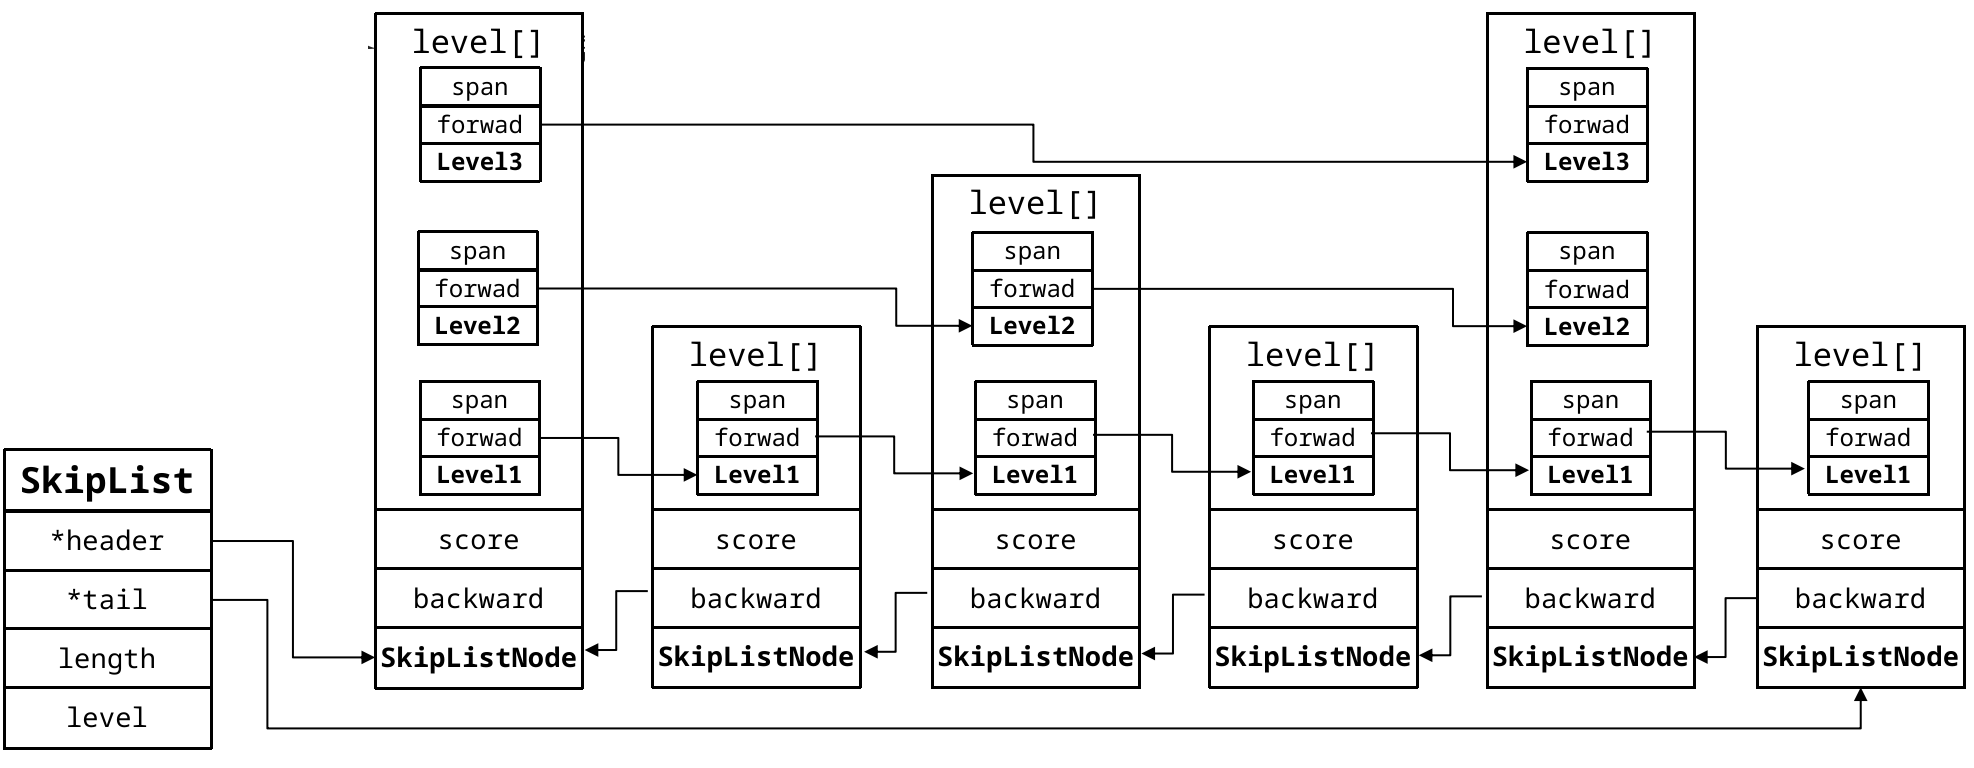 SkipList
*header
*tail
length
level
level[]
span
forwad
Level3
span
forwad
Level2
span
forwad
Level1
score
backward
SkipListNode
level[]
span
forwad
Level1
score
backward
SkipListNode
level[]
span
forwad
Level2
span
forwad
Level1
score
backward
SkipListNode
level[]
span
forwad
Level1
score
backward
SkipListNode
level[]
span
forwad
Level3
span
forwad
Level2
span
forwad
Level1
score
backward
SkipListNode
level[]
span
forwad
Level1
score
backward
SkipListNode